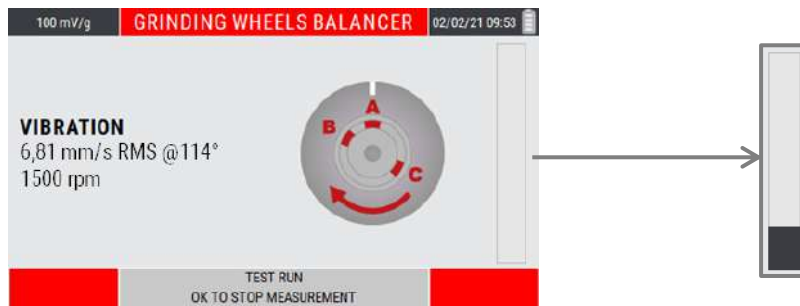 100 mV/g
GRINDING WHEELS BALANCER
02/02/21 09:53
A
B
C
VIBRATION
6,81 mm/s RMS @114°
1500 rpm
TEST RUN
OK TO STOP MEASUREMENT